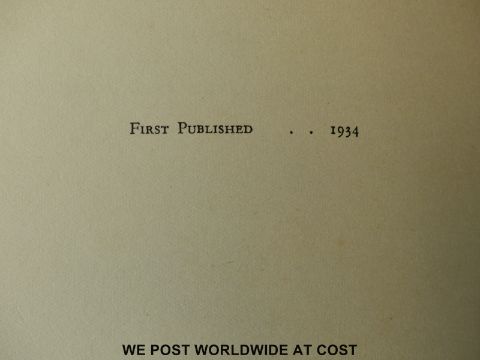 First Published . . 1934
WE POST WORLDWIDE AT COST